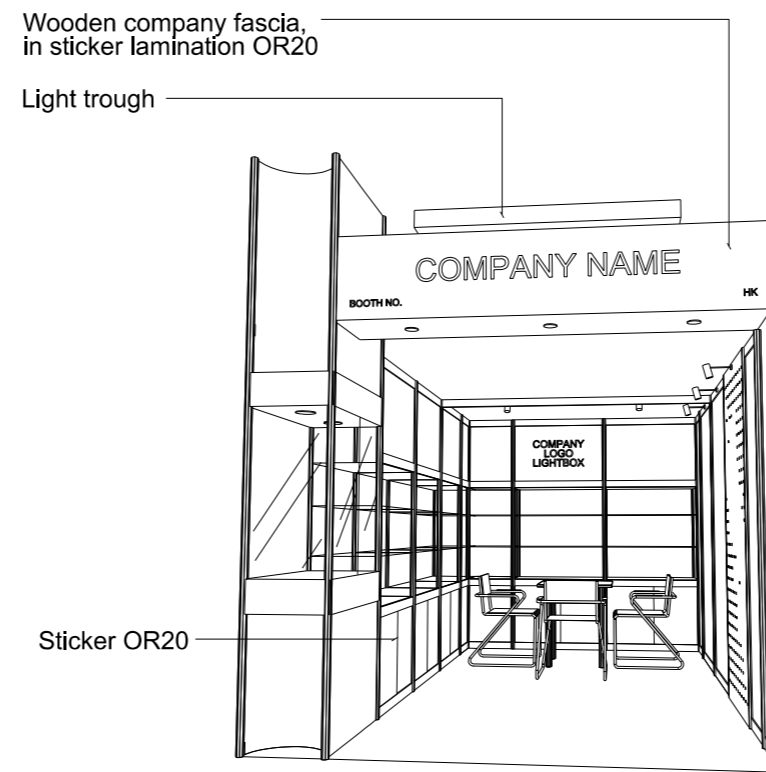 Wooden company fascia,
in sticker lamination OR20
Light trough
COMPANY NAME
BOOTH NO.
HK
COMPANY
LOGO
LIGHTBOX
Sticker OR20